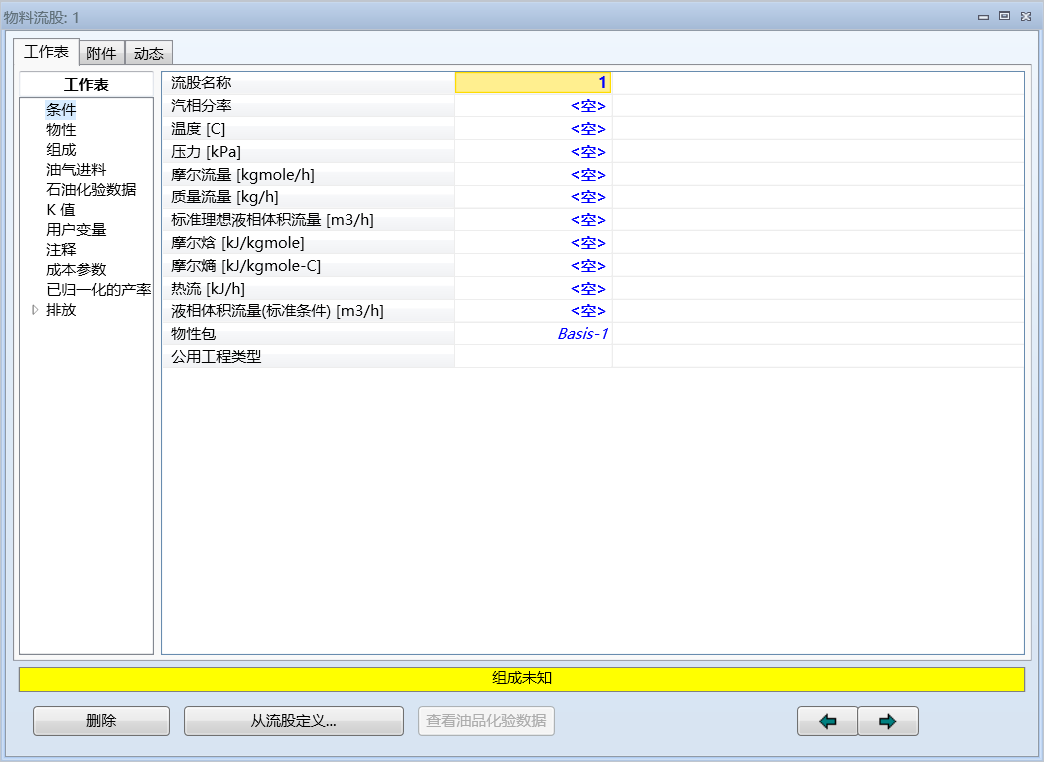 物料流股: 1
工作表 附件 动态
工作表
条件
物性
组成
油气进料
石油化验数据
K 值
用户变量
注释
成本参数
已归一化的产率
排放
流股名称 1
汽相分率 <空>
温度 [C] <空>
压力 [kPa] <空>
摩尔流量 [kgmole/h] <空>
质量流量 [kg/h] <空>
标准理想液相体积流量 [m3/h] <空>
摩尔焓 [kJ/kgmole] <空>
摩尔熵 [kJ/kgmole-C] <空>
热流 [kJ/h] <空>
液相体积流量(标准条件) [m3/h] <空>
物性包 Basis-1
公用工程类型
组成未知
删除 从流股定义... 查看油品化验数据